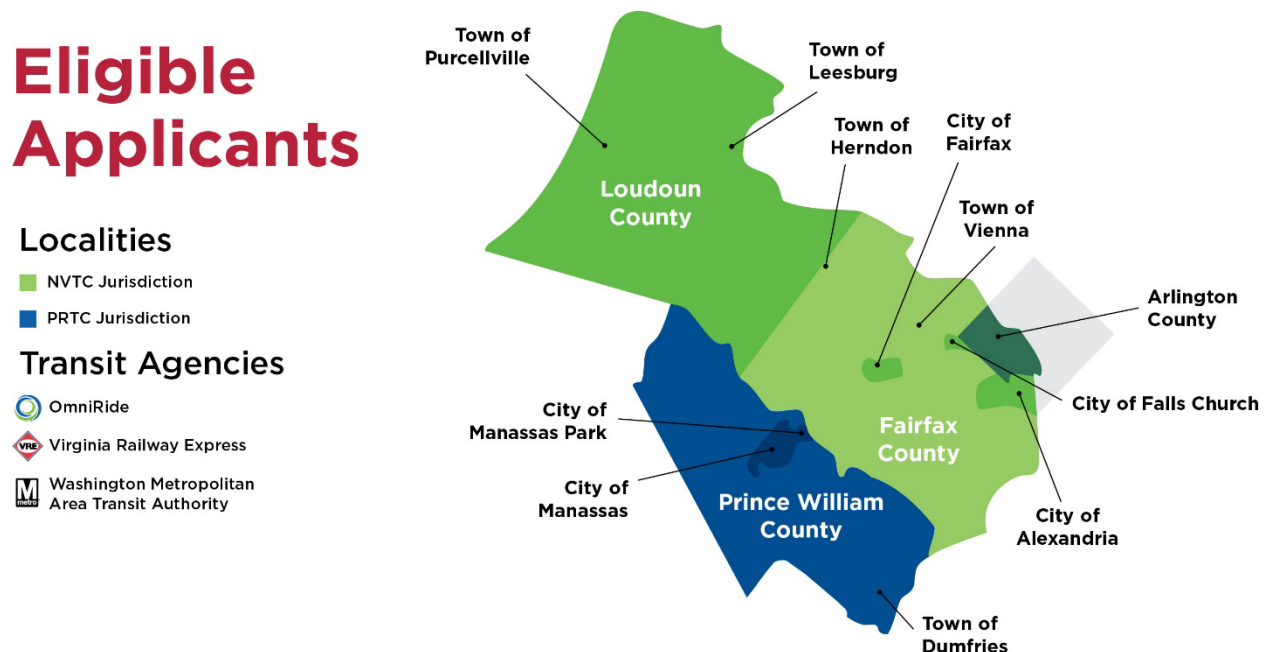 Eligible
Applicants
Localities
NVTC Jurisdiction
PRTC Jurisdiction
Transit Agencies
OmniRide
VRE
Virginia Railway Express
M
metro
Washington Metropolitan
Area Transit Authority
Town of
Purcellville
Town of
Leesburg
Town of
Herndon
City of
Fairfax
Town of
Vienna
Loudoun
County
Arlington
County
City of Falls Church
City of
Manassas Park
Fairfax
County
City of
Manassas
Prince William
County
City of
Alexandria
Town of
Dumfries